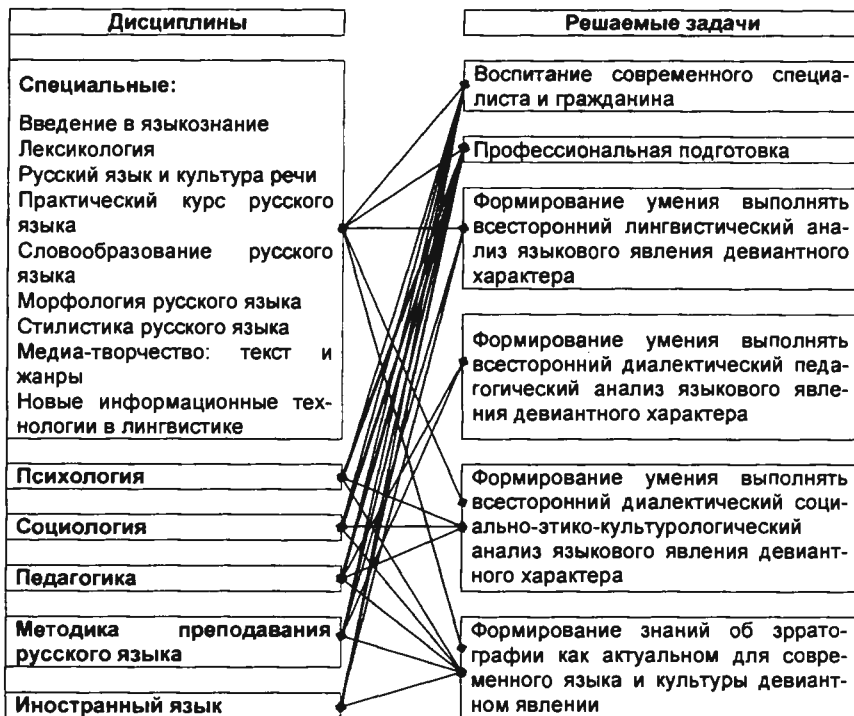 Дисциплины
Специальные:
Введение в языкознание
Лексикология
Русский язык и культура речи
Практический курс русского
языка
Словообразование русского
языка
Морфология русского языка
Стилистика русского языка
Медиа-творчество: текст и
жанры
Новые информационные тех-
нологии в лингвистике
Психология
Социология
Педагогика
Методика преподавания
русского языка
Иностранный язык
Решаемые задачи
Воспитание современного специа-
листа и гражданина
Профессиональная подготовка
Формирование умения выполнять
всесторонний лингвистический ана-
лиз языкового явления девиантного
характера
Формирование умения выполнять
всесторонний диалектический педа-
гогический анализ языкового явле-
ния девиантного характера
Формирование умения выполнять
всесторонний диалектический соци-
ально-этико-культурологический
анализ языкового явления девиант-
ного характера
Формирование знаний об эррато-
графии как актуальном для совре-
менного языка и культуры девиант-
ном явлении